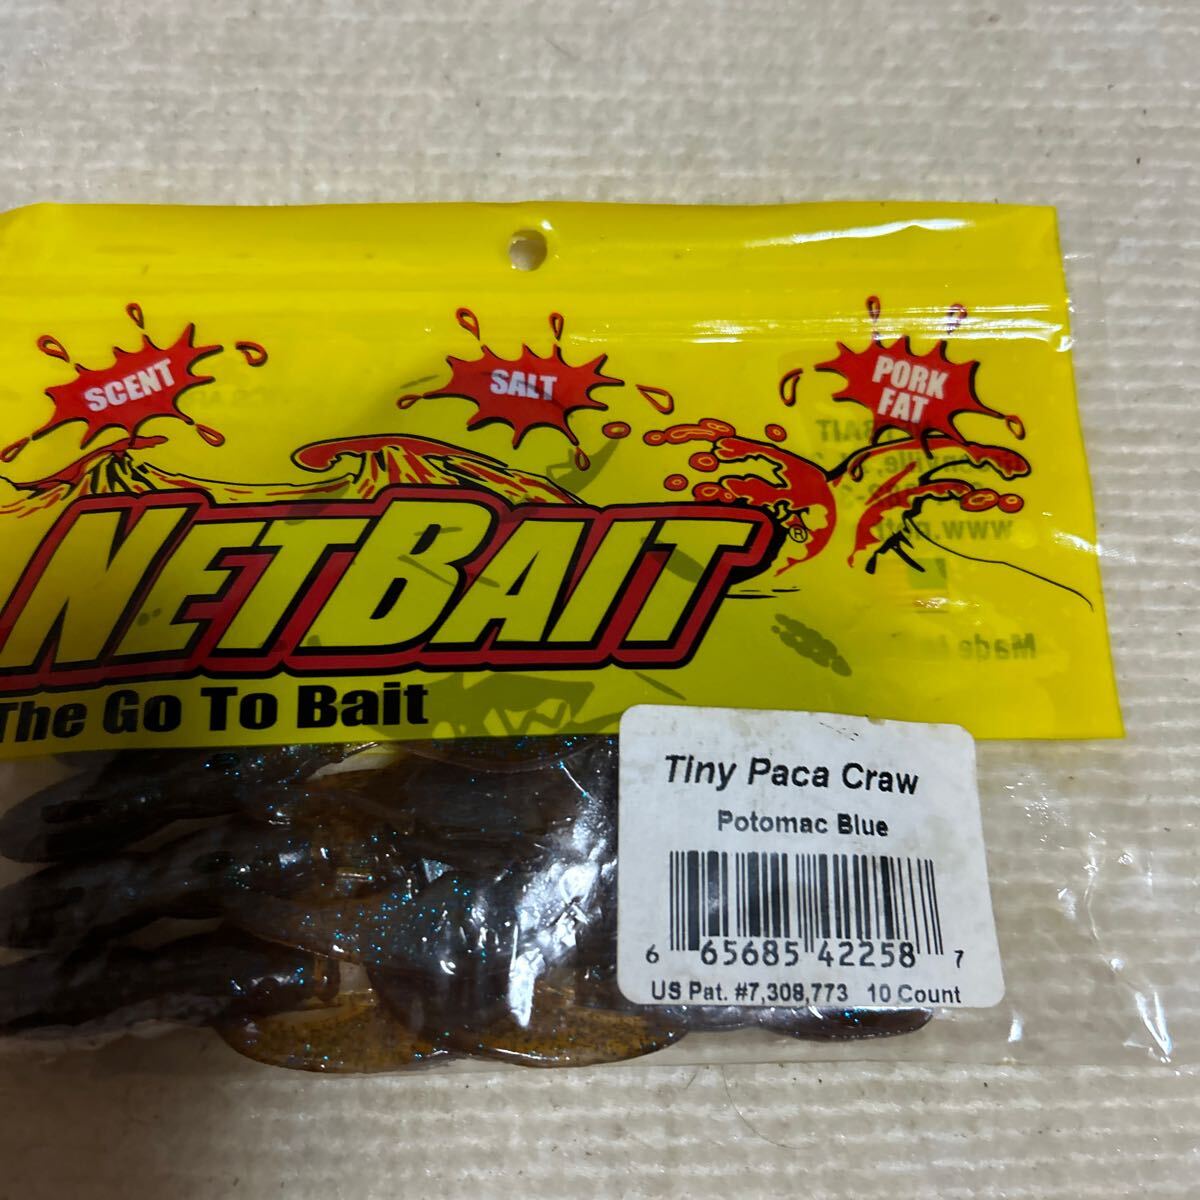 SCENT
SALT
PORK
FAT
NETBAIT®
The Go To Bait
Tiny Paca Craw
Potomac Blue
6 65685 42258 7
US Pat. #7,308,773 10 Count